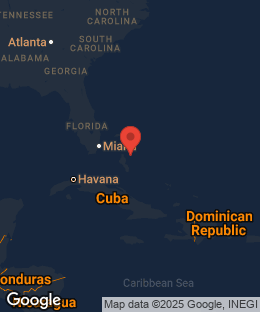 TENNESSEE
NORTH
CAROLINA
Atlanta
SOUTH
CAROLINA
ALABAMA
GEORGIA
FLORIDA
Miami
Havana
Cuba
Dominican
Republic
onduras
Caribbean Sea
Google
Map data ©2025 Google, INEGI